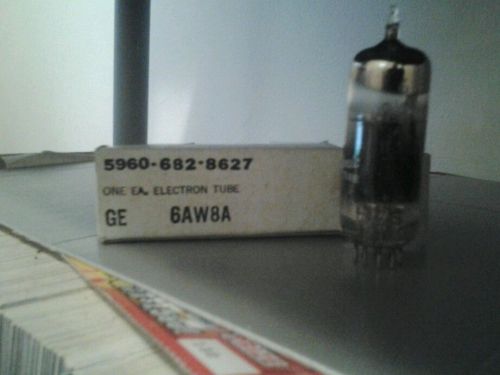 5960-682-8627
ONE EA. ELECTRON TUBE
GE 6AW8A